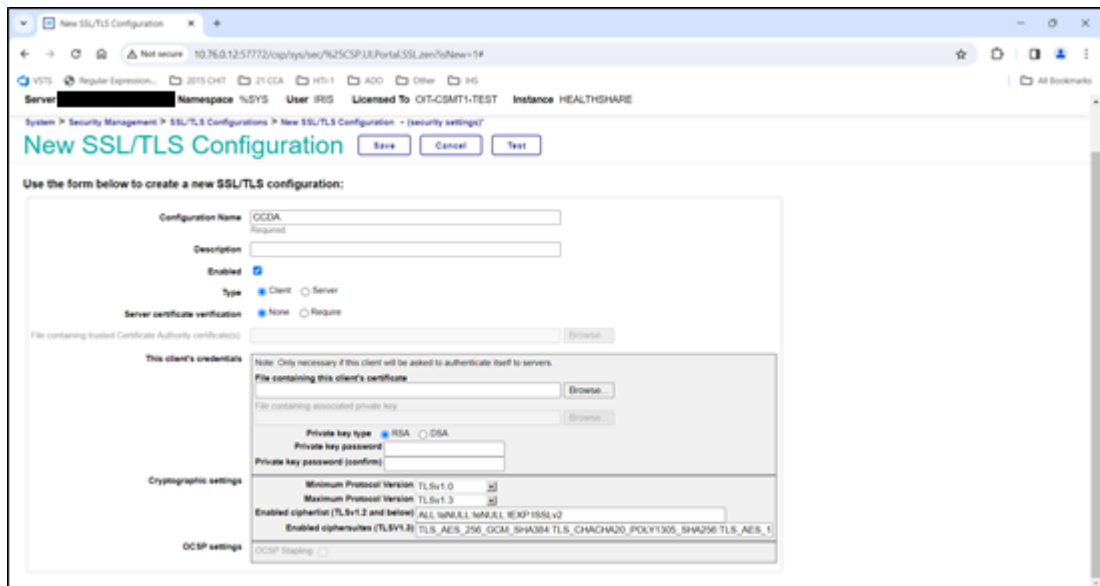 New SSL/TLS Configuration
Not secure 10.76.0.12:57772/csp/sys/sec/%25CSP.UI.Portal.SSL.zen?isNew=1#
VSTS Regular Expression... 2015 CHIT 21 CCA HTI-1 ADO Other IHS All Bookmarks
Server Namespace %SYS User IRIS Licensed To OIT-CSMT1-TEST Instance HEALTHSHARE
System > Security Management > SSL/TLS Configurations > New SSL/TLS Configuration - (security settings)*
New SSL/TLS Configuration Save Cancel Test
Use the form below to create a new SSL/TLS configuration:
Configuration Name CCDA
Required.
Description
Enabled
Type Client Server
Server certificate verification None Require
File containing trusted Certificate Authority certificate(s) Browse...
This client's credentials Note: Only necessary if this client will be asked to authenticate itself to servers.
File containing this client's certificate
Browse...
File containing associated private key
Browse...
Private key type RSA DSA
Private key password
Private key password (confirm)
Cryptographic settings Minimum Protocol Version TLSv1.0
Maximum Protocol Version TLSv1.3
Enabled cipherlist (TLSv1.2 and below) ALL:!aNULL:!eNULL:!EXP:!SSLv2
Enabled ciphersuites (TLSV1.3) TLS_AES_256_GCM_SHA384:TLS_CHACHA20_POLY1305_SHA256:TLS_AES_1
OCSP settings OCSP Stapling